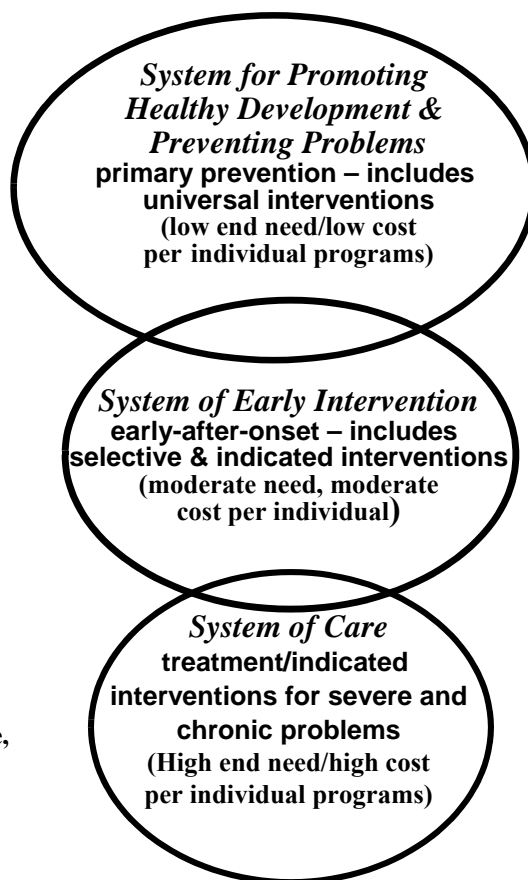 System for Promoting
Healthy Development &
Preventing Problems
primary prevention – includes
universal interventions
(low end need/low cost
per individual programs)
System of Early Intervention
early-after-onset – includes
selective & indicated interventions
(moderate need, moderate
cost per individual)
System of Care
treatment/indicated
interventions for severe and
chronic problems
(High end need/high cost
per individual programs)